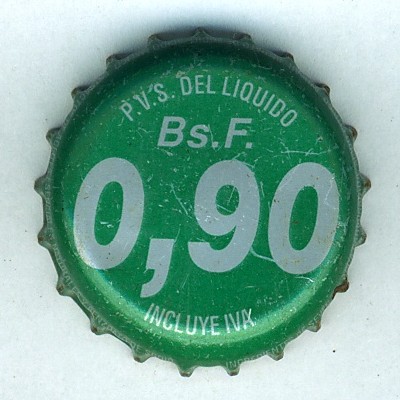 P.V.S. DEL LIQUIDO
Bs.F.
0,90
INCLUYE IVA